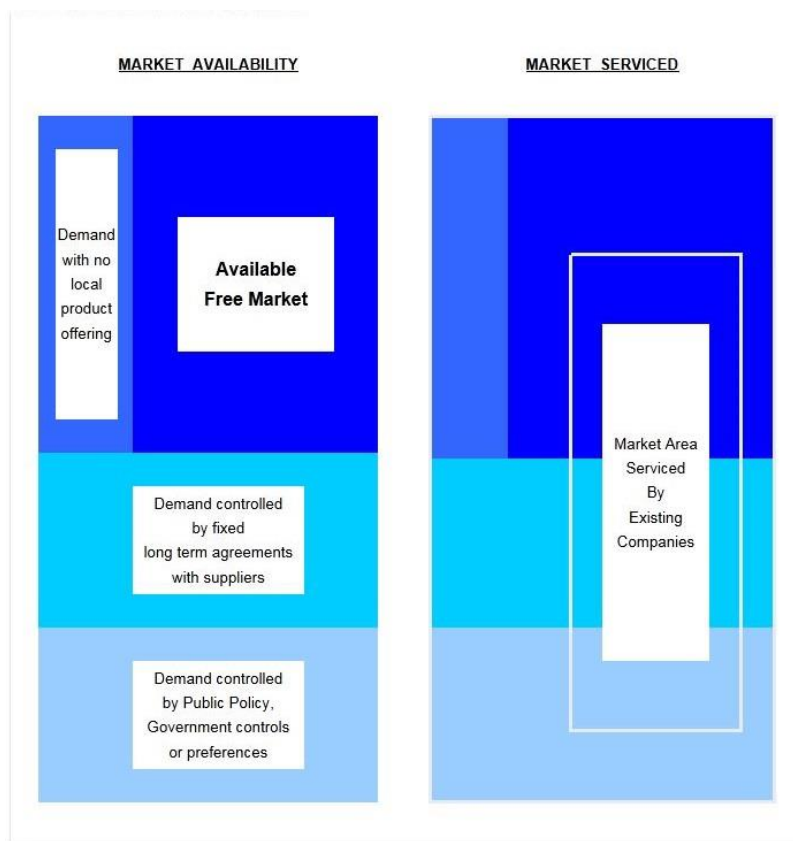 MARKET AVAILABILITY
Demand
with no
local
product
offering
Available
Free Market
Demand controlled
by fixed
long term agreements
with suppliers
Demand controlled
by Public Policy,
Government controls
or preferences
MARKET SERVICED
Market Area
Serviced
By
Existing
Companies